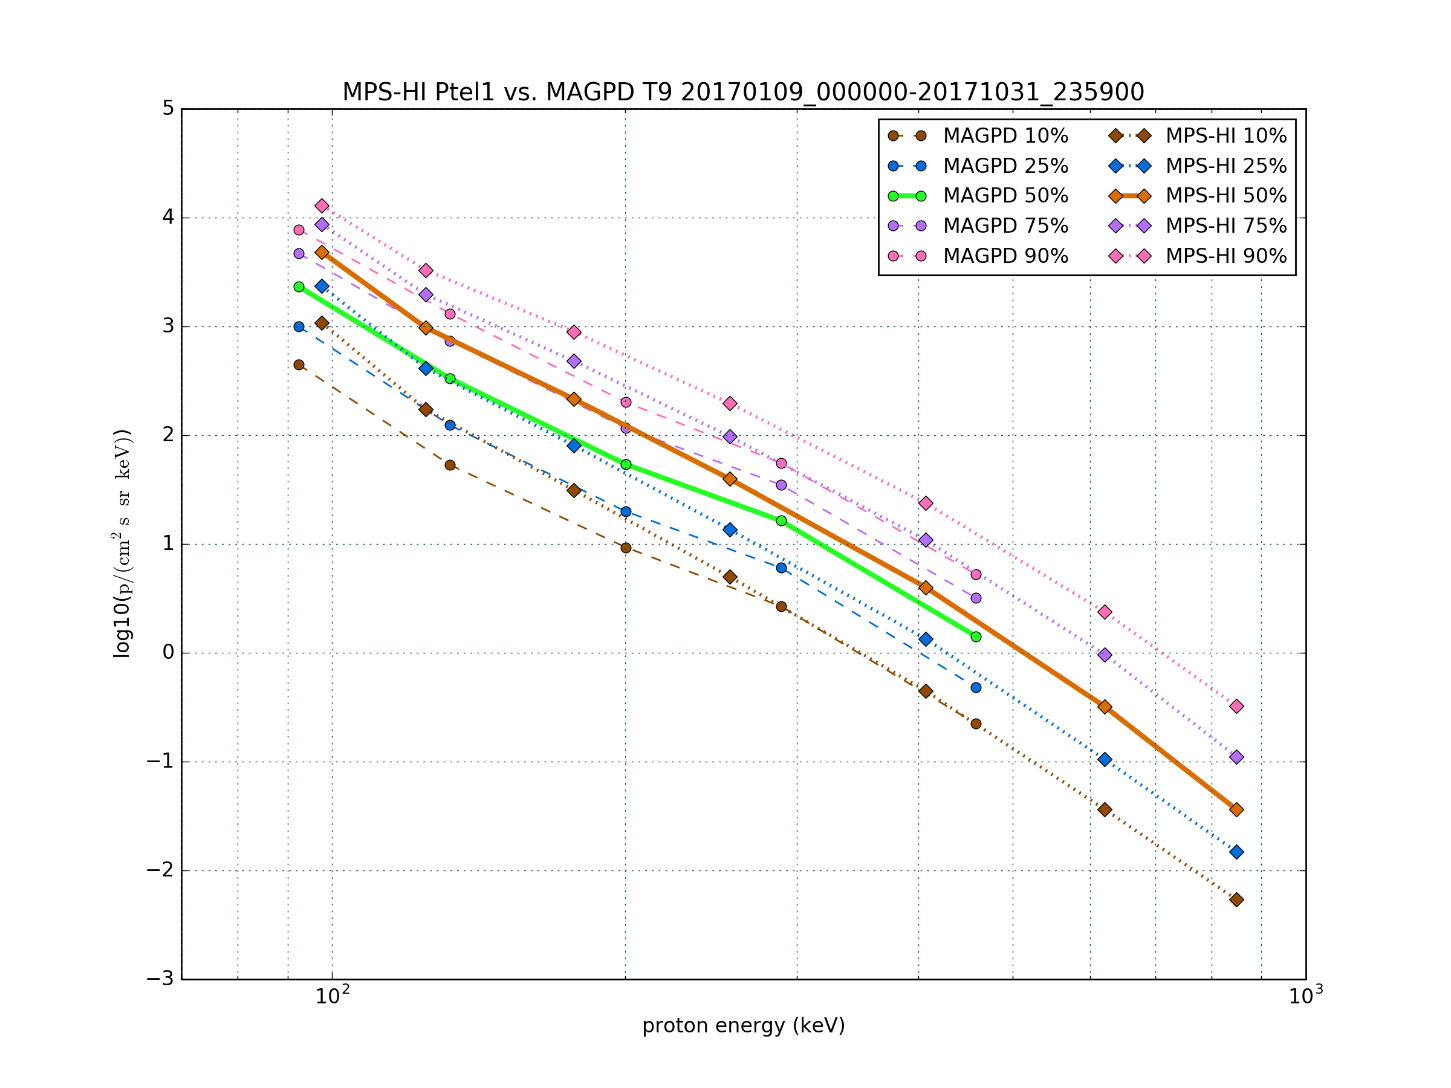 MPS-HI Ptel1 vs. MAGPD T9 20170109_000000-20171031_235900
5
4
3
2
1
0
−1
−2
−3
log10(p/(cm² s sr keV))
MAGPD 10%
MAGPD 25%
MAGPD 50%
MAGPD 75%
MAGPD 90%
MPS-HI 10%
MPS-HI 25%
MPS-HI 50%
MPS-HI 75%
MPS-HI 90%
10²
10³
proton energy (keV)